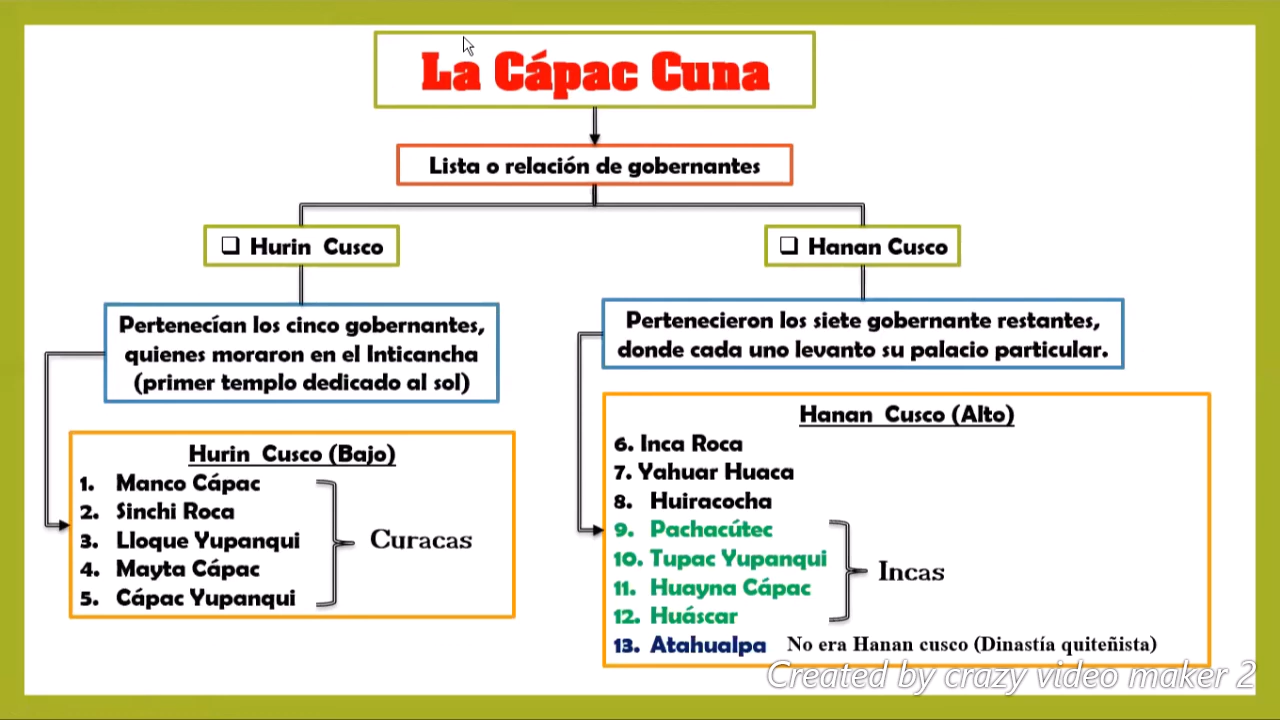 La Cápac Cuna
Lista o relación de gobernantes
❑ Hurin Cusco
❑ Hanan Cusco
Pertenecían los cinco gobernantes,
quienes moraron en el Inticancha
(primer templo dedicado al sol)
Pertenecieron los siete gobernante restantes,
donde cada uno levanto su palacio particular.
Hurin Cusco (Bajo)
1. Manco Cápac
2. Sinchi Roca
3. Lloque Yupanqui
4. Mayta Cápac
5. Cápac Yupanqui
Curacas
Hanan Cusco (Alto)
6. Inca Roca
7. Yahuar Huaca
8. Huiracocha
9. Pachacútec
10. Tupac Yupanqui
11. Huayna Cápac
12. Huáscar
Incas
13. Atahualpa No era Hanan cusco (Dinastía quiteñista)
Created by crazy video maker 2